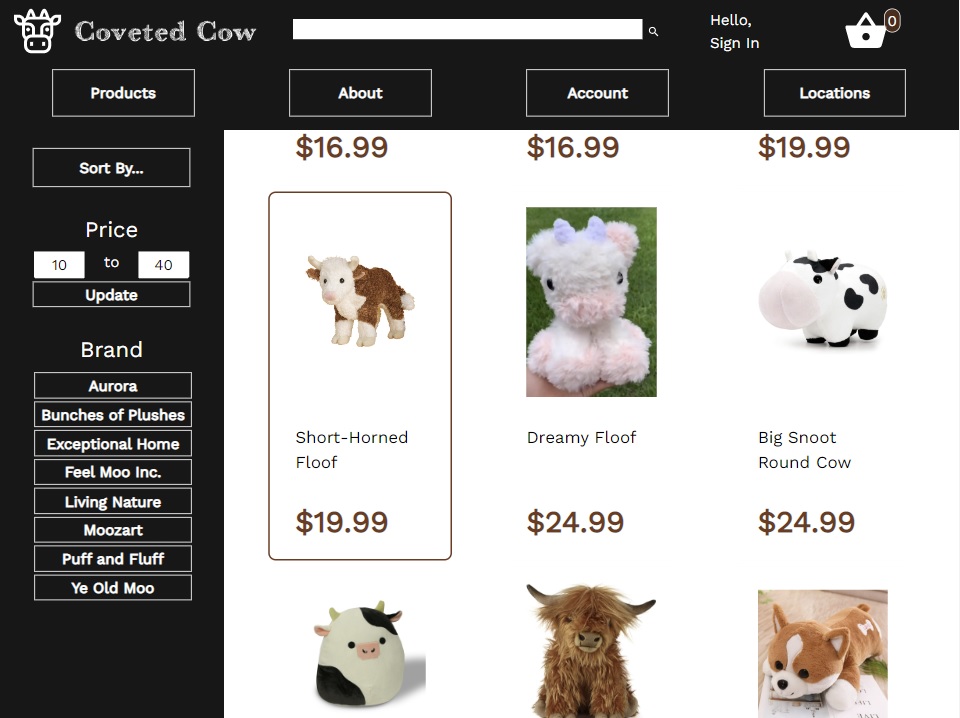 Coveted Cow
Hello,
Sign In
0
Products
About
Account
Locations
Sort By...
Price
10 to 40
Update
Brand
Aurora
Bunches of Plushes
Exceptional Home
Feel Moo Inc.
Living Nature
Moozart
Puff and Fluff
Ye Old Moo
$16.99
$16.99
$19.99
Short-Horned
Floof
$19.99
Dreamy Floof
$24.99
Big Snoot
Round Cow
$24.99